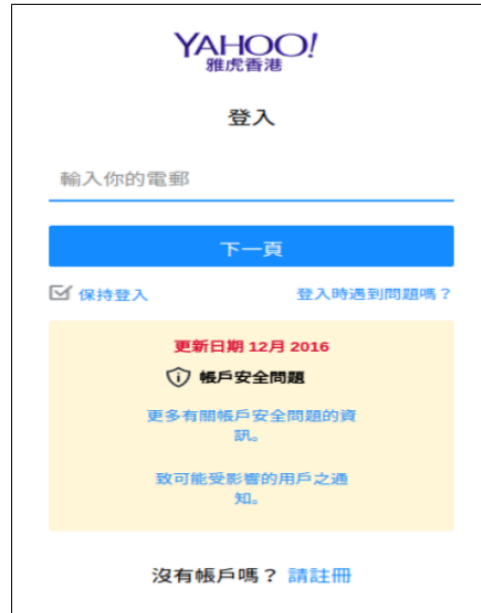 YAHOO!
雅虎香港
登入
輸入你的電郵
下一頁
保持登入 登入時遇到問題嗎？
更新日期 12月 2016
帳戶安全問題
更多有關帳戶安全問題的資
訊。
致可能受影響的用戶之通
知。
沒有帳戶嗎？ 請註冊